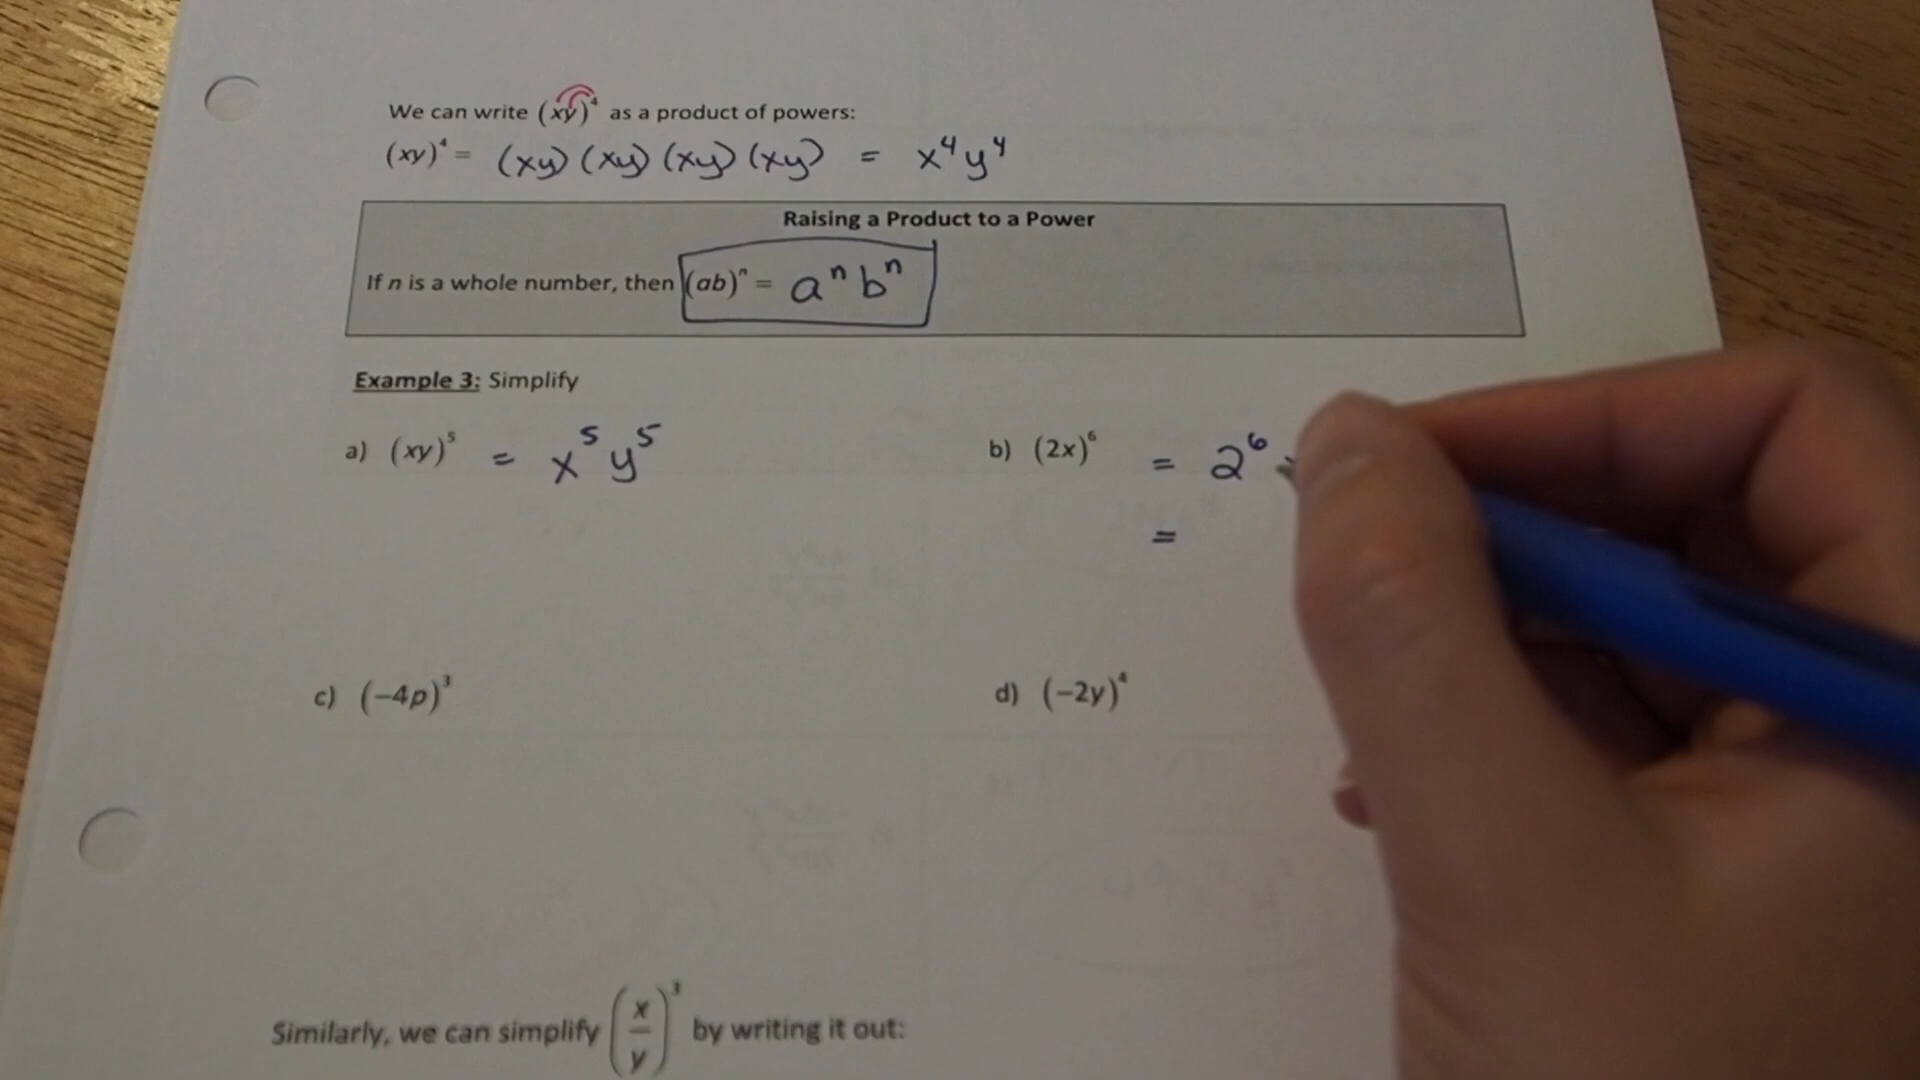 We can write (xy)⁴ as a product of powers:
(xy)⁴ = (xy)(xy)(xy)(xy) = x⁴y⁴
Raising a Product to a Power
If n is a whole number, then (ab)ⁿ = aⁿbⁿ
Example 3: Simplify
a) (xy)⁵ = x⁵y⁵
b) (2x)⁶ = 2⁶
=
c) (−4p)³
d) (−2y)⁴
Similarly, we can simplify (x/y)³ by writing it out: